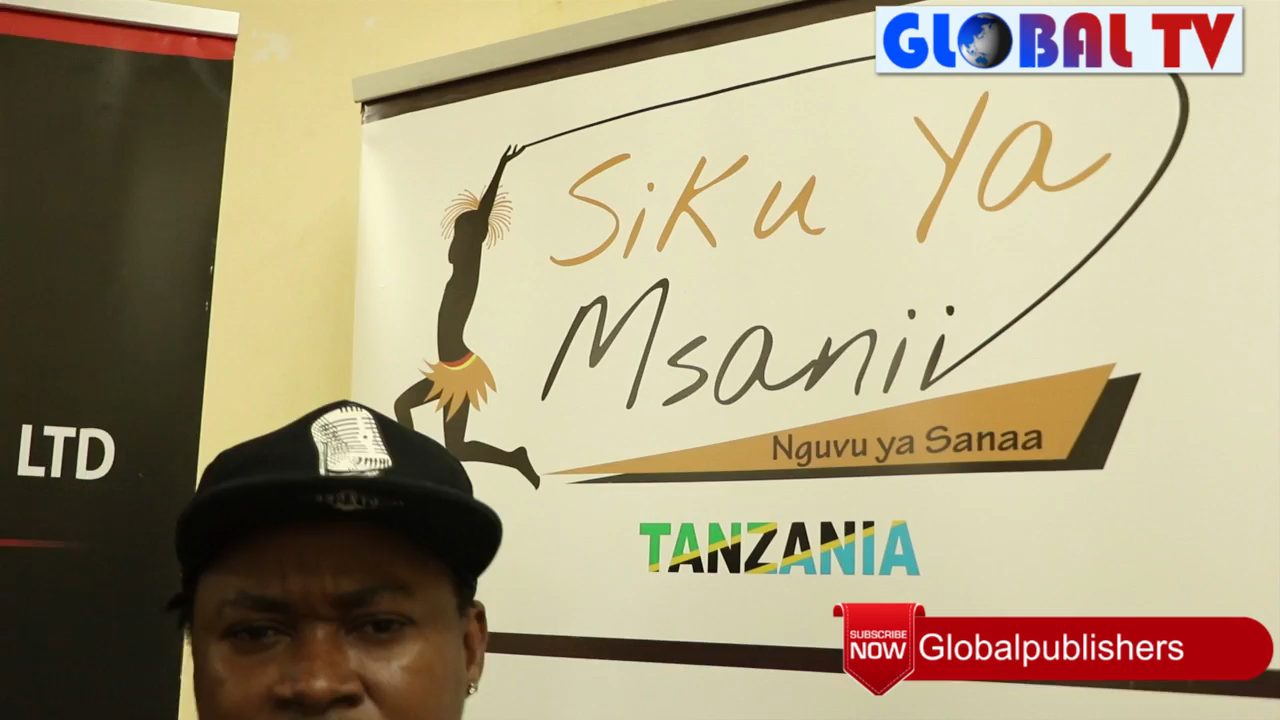 GLOBAL TV
Siku Ya
Msanii
Nguvu ya Sanaa
TANZANIA
LTD
SUBSCRIBE
NOW
Globalpublishers